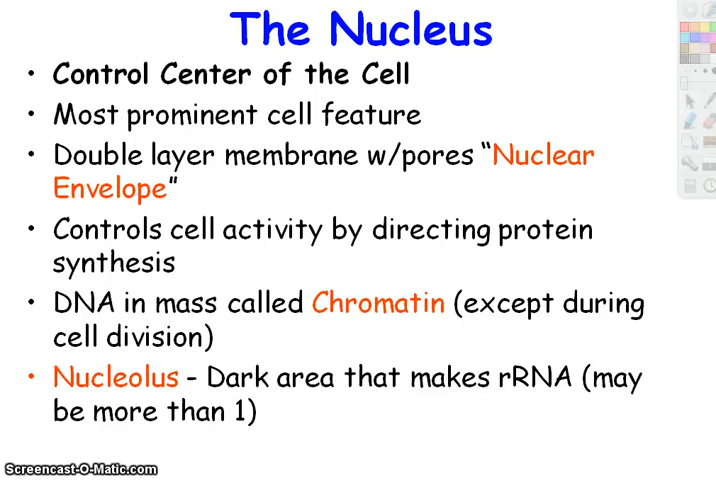 The Nucleus
• Control Center of the Cell
• Most prominent cell feature
• Double layer membrane w/pores “Nuclear
Envelope”
• Controls cell activity by directing protein
synthesis
• DNA in mass called Chromatin (except during
cell division)
• Nucleolus - Dark area that makes rRNA (may
be more than 1)
Screencast-O-Matic.com